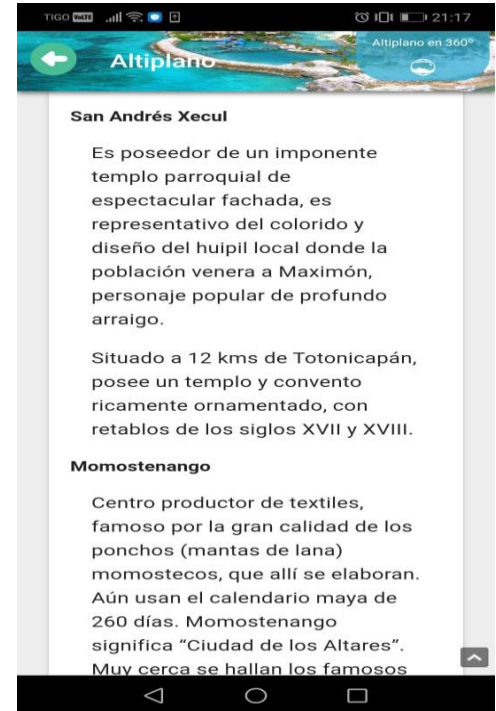 TIGO VoLTE 21:17
Altiplano
Altiplano en 360º
San Andrés Xecul
Es poseedor de un imponente
templo parroquial de
espectacular fachada, es
representativo del colorido y
diseño del huipil local donde la
población venera a Maximón,
personaje popular de profundo
arraigo.
Situado a 12 kms de Totonicapán,
posee un templo y convento
ricamente ornamentado, con
retablos de los siglos XVII y XVIII.
Momostenango
Centro productor de textiles,
famoso por la gran calidad de los
ponchos (mantas de lana)
momostecos, que allí se elaboran.
Aún usan el calendario maya de
260 días. Momostenango
significa “Ciudad de los Altares”.
Muy cerca se hallan los famosos